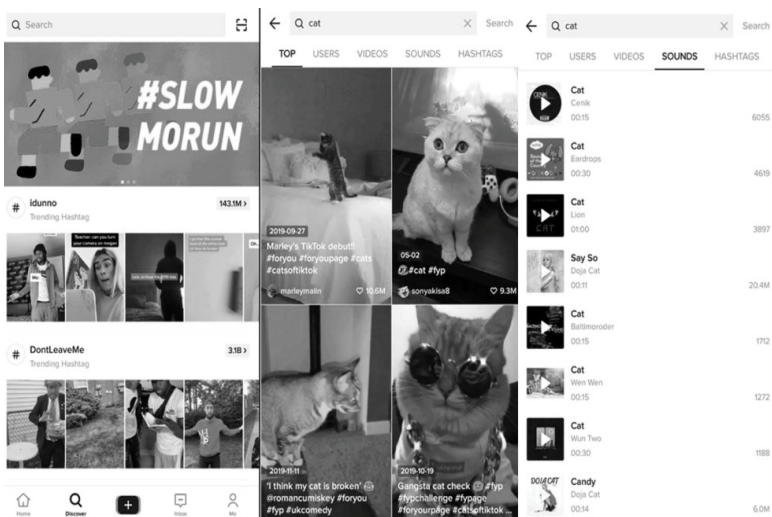 Search
#SLOW
MORUN
idunno
143.1M >
Trending Hashtag
DontLeaveMe
3.1B >
Trending Hashtag
Home
Discover
Inbox
Me
cat
Search
TOP USERS VIDEOS SOUNDS HASHTAGS
2019-09-27
Marley's TikTok debut!!
#foryou #foryoupage #cats
#catsoftiktok
marleymalin
10.6M
05-02
#cat #fyp
sonyakisa8
9.3M
2019-11-11
'I think my cat is broken'
@romancumiskey #foryou
#fyp #ukcomedy
2019-10-19
Gangsta cat check #fyp
#fypchallenge #fypage
#foryourpage #catsoftiktok ...
cat
Search
TOP USERS VIDEOS SOUNDS HASHTAGS
Cat
Cenik
00:15
6055
Cat
Eardrops
00:30
4619
CAT
Cat
Lion
01:00
3897
Say So
Doja Cat
00:11
20.4M
Cat
Baltimoroder
00:15
1712
Cat
Wen Wen
00:15
1272
Cat
Wun Two
00:30
1188
DOJA CAT
Candy
Doja Cat
00:14
6.0M